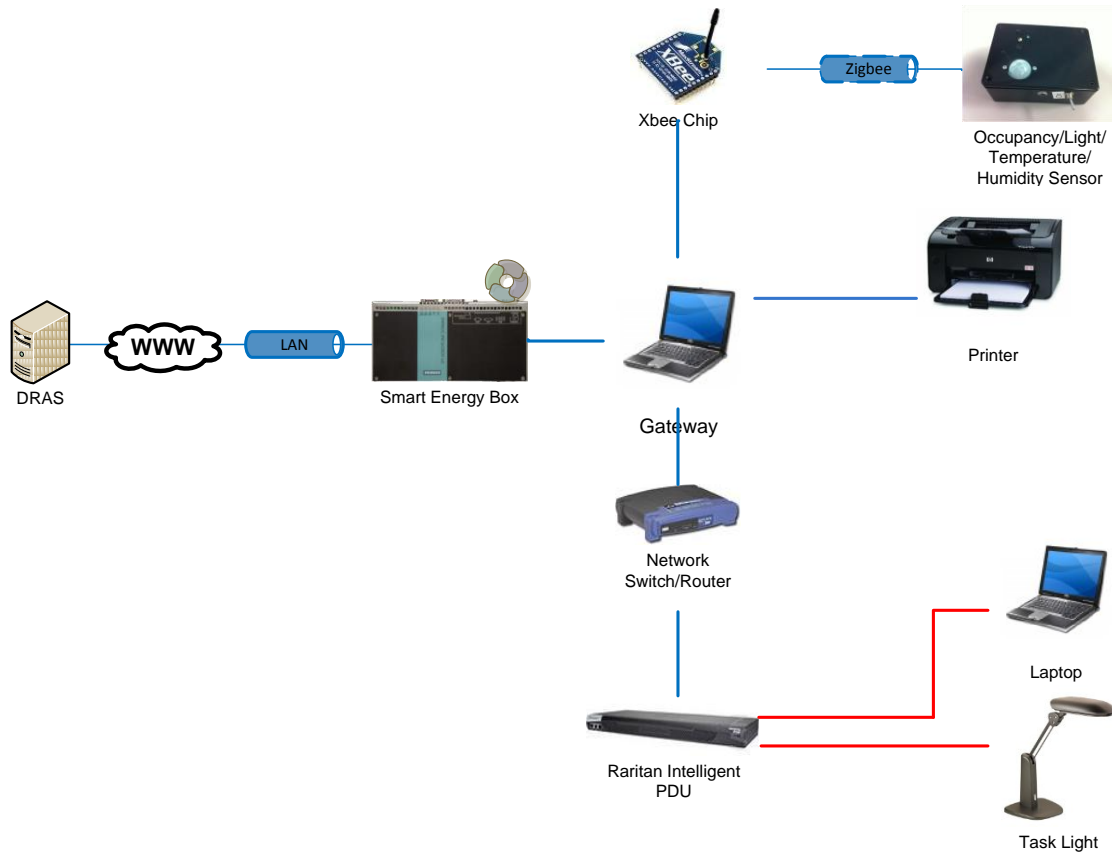 XBee
Zigbee
Xbee Chip
Occupancy/Light/
Temperature/
Humidity Sensor
WWW
LAN
DRAS
Smart Energy Box
Printer
Gateway
Network
Switch/Router
Laptop
Raritan Intelligent
PDU
Task Light